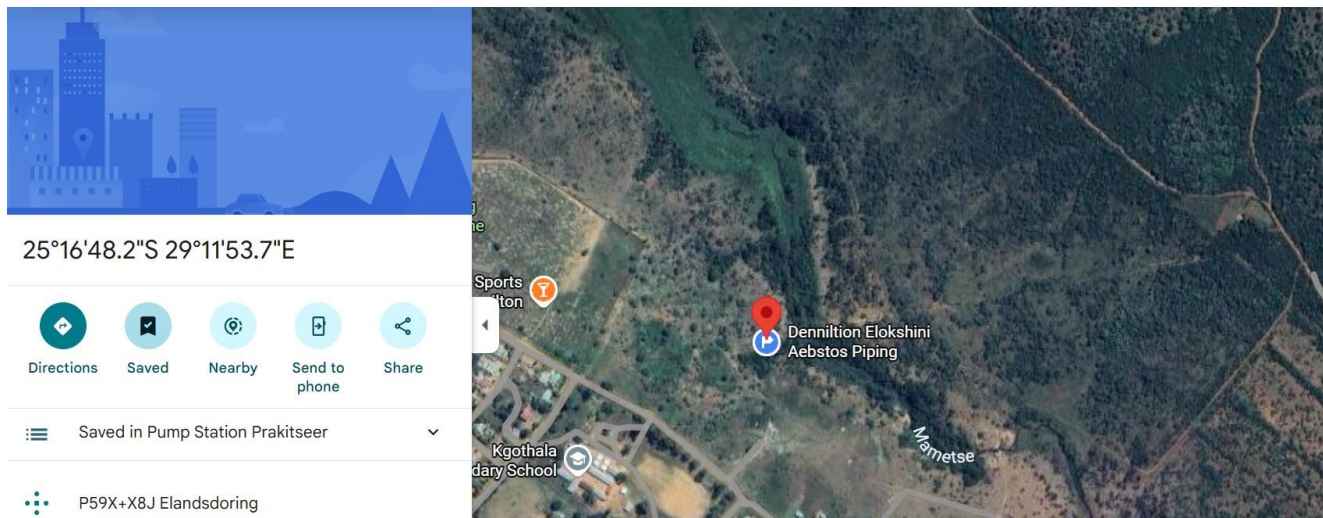 25°16'48.2"S 29°11'53.7"E
Directions
Saved
Nearby
Send to
phone
Share
Saved in Pump Station Prakitseer
P59X+X8J Elandsdoring
Sports
Denniltion Elokshini
Aebstos Piping
Kgothala
dary School
Mametse